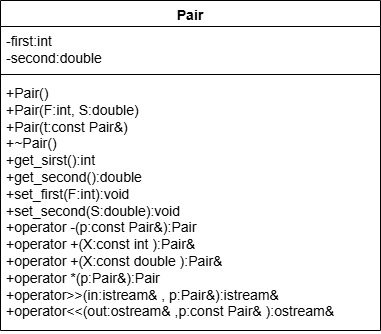 Pair
-first:int
-second:double
+Pair()
+Pair(F:int, S:double)
+Pair(t:const Pair&)
+~Pair()
+get_sirst():int
+get_second():double
+set_first(F:int):void
+set_second(S:double):void
+operator -(p:const Pair&):Pair
+operator +(X:const int ):Pair&
+operator +(X:const double ):Pair&
+operator *(p:Pair&):Pair
+operator>>(in:istream& , p:Pair&):istream&
+operator<<(out:ostream& ,p:const Pair& ):ostream&